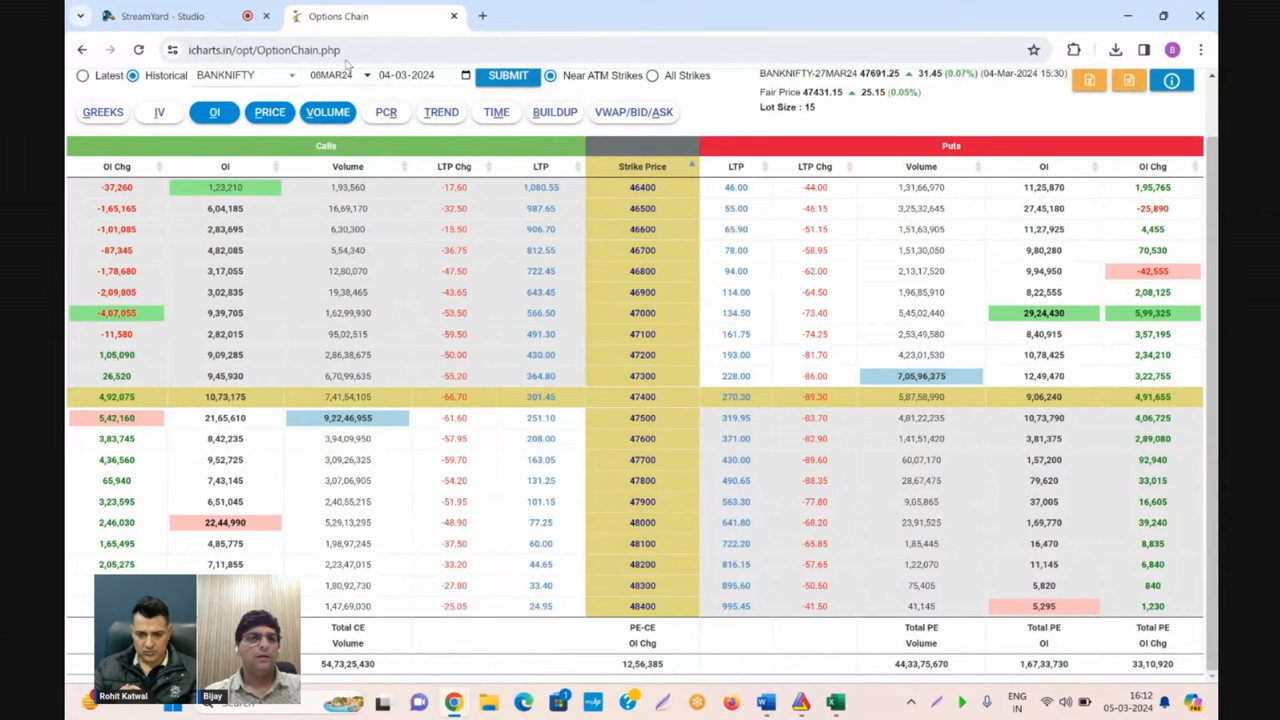 StreamYard - Studio
Options Chain
icharts.in/opt/OptionChain.php
Latest Historical BANKNIFTY 06MAR24 04-03-2024 SUBMIT Near ATM Strikes All Strikes
BANKNIFTY-27MAR24 47691.25 ▲ 31.45 (0.07%) (04-Mar-2024 15:30)
Fair Price 47431.15 ▲ 25.15 (0.05%)
Lot Size : 15
GREEKS IV OI PRICE VOLUME PCR TREND TIME BUILDUP VWAP/BID/ASK
Calls Puts
OI Chg OI Volume LTP Chg LTP Strike Price LTP LTP Chg Volume OI OI Chg
-37,260 1,23,210 1,93,560 -17.60 1,080.55 46400 46.00 -44.00 1,31,66,970 11,25,870 1,95,765
-1,65,165 6,04,185 16,69,170 -32.50 987.65 46500 55.00 -46.15 3,25,32,645 27,45,180 -25,890
-1,01,085 2,83,695 6,30,300 -15.50 906.70 46600 65.90 -51.15 1,51,63,905 11,27,925 4,455
-87,345 4,82,085 5,54,340 -36.75 812.55 46700 78.00 -58.95 1,51,30,050 9,80,280 70,530
-1,78,680 3,17,055 12,80,070 -47.50 722.45 46800 94.00 -62.00 2,13,17,520 9,94,950 -42,555
-2,09,805 3,02,835 19,38,465 -43.65 643.45 46900 114.00 -64.50 1,96,85,910 8,22,555 2,08,125
-4,07,055 9,39,705 1,62,99,930 -53.50 566.50 47000 134.50 -73.40 5,45,02,440 29,24,430 5,99,325
-11,580 2,82,015 95,02,515 -59.50 491.30 47100 161.75 -74.25 2,53,49,580 8,40,915 3,57,195
1,05,090 9,09,285 2,86,38,675 -50.00 430.00 47200 193.00 -81.70 4,23,01,530 10,78,425 2,34,210
26,520 9,45,930 6,70,99,635 -55.20 364.80 47300 228.00 -86.00 7,05,96,375 12,49,470 3,22,755
4,92,075 10,73,175 7,41,54,105 -66.70 301.45 47400 270.30 -89.30 5,87,58,990 9,06,240 4,91,655
5,42,160 21,65,610 9,22,46,955 -61.60 251.10 47500 319.95 -83.70 4,81,22,235 10,73,790 4,06,725
3,83,745 8,42,235 3,94,09,950 -57.95 208.00 47600 371.00 -82.90 1,41,51,420 3,81,375 2,89,080
4,36,560 9,52,725 3,09,26,325 -59.70 163.05 47700 430.00 -89.60 60,07,170 1,57,200 92,940
65,940 7,43,145 3,07,06,905 -54.20 131.25 47800 490.65 -88.35 28,67,475 79,620 33,015
3,23,595 6,51,045 2,40,55,215 -51.95 101.15 47900 563.30 -77.80 9,05,865 37,005 16,605
2,46,030 22,44,990 5,29,13,295 -48.90 77.25 48000 641.80 -68.20 23,91,525 1,69,770 39,240
1,65,495 4,85,775 1,98,97,245 -37.50 60.00 48100 722.20 -65.85 1,85,445 16,470 8,835
2,05,275 7,11,855 2,23,47,015 -33.20 44.65 48200 816.15 -57.65 1,22,070 11,145 6,840
1,80,92,730 -27.80 33.40 48300 895.60 -50.50 75,405 5,820 840
1,47,69,030 -25.05 24.95 48400 995.45 -41.50 41,145 5,295 1,230
Total CE Volume PE-CE OI Chg Total PE Volume Total PE OI Total PE OI Chg
54,73,25,430 12,56,385 44,33,75,670 1,67,33,730 33,10,920
Rohit Katwal Bijay
Search
ENG IN
16:12
05-03-2024